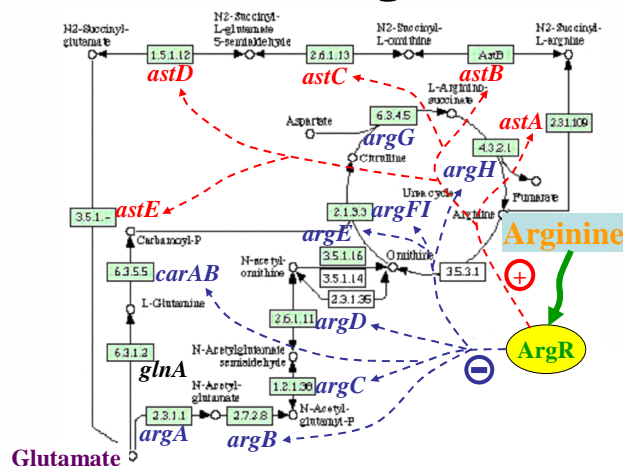 N2-Succinyl-
glutamate
N2-Succinyl-
L-glutamate
5-semialdehyde
N2-Succinyl-
L-ornithine
N2-Succinyl-
L-arginine
1.5.1.12
2.6.1.13
AstB
astD
astC
astB
L-Arginino-
succinate
6.3.4.5
astA
2.3.1.109
Aspartate
argG
4.3.2.1
Citrulline
argH
Urea cycle
Fumarate
3.5.1.-
astE
2.1.3.3
argFI
Arginine
argE
Arginine
Carbamoyl-P
Ornithine
3.5.1.16
N-acetyl-
ornithine
3.5.1.14
3.5.3.1
+
6.3.5.5
carAB
2.3.1.35
L-Glutamine
2.6.1.11
argD
ArgR
6.3.1.2
glnA
N-Acetylglutamate
semialdehyde
−
1.2.1.38
argC
N-Acetyl-
glutamate
N-Acetyl-
glutamyl-P
2.3.1.1
2.7.2.8
argA
argB
Glutamate